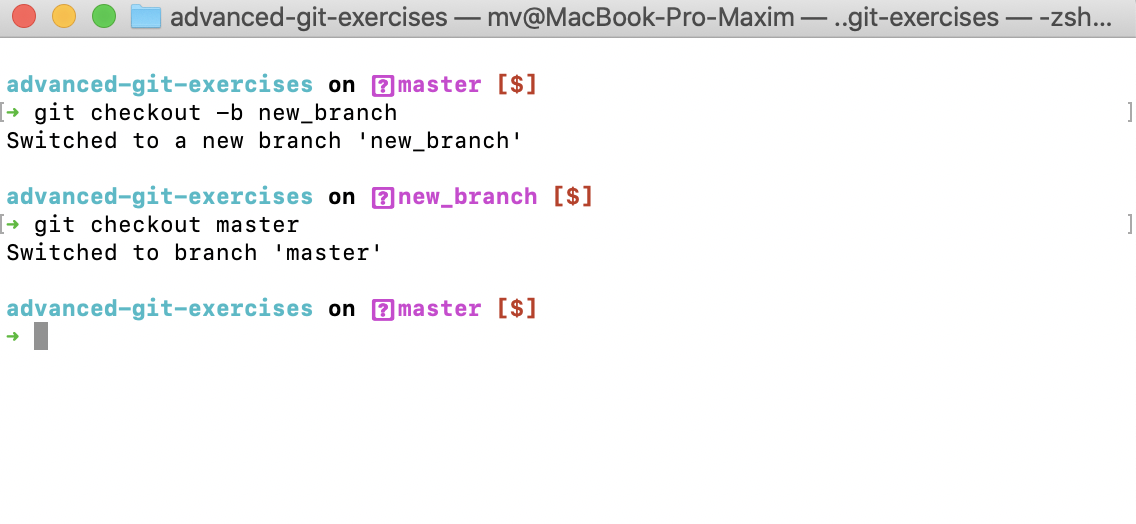 advanced-git-exercises — mv@MacBook-Pro-Maxim — ..git-exercises — -zsh...
advanced-git-exercises on ⍰master [$]
[➜ git checkout -b new_branch ]
Switched to a new branch 'new_branch'
advanced-git-exercises on ⍰new_branch [$]
[➜ git checkout master ]
Switched to branch 'master'
advanced-git-exercises on ⍰master [$]
➜